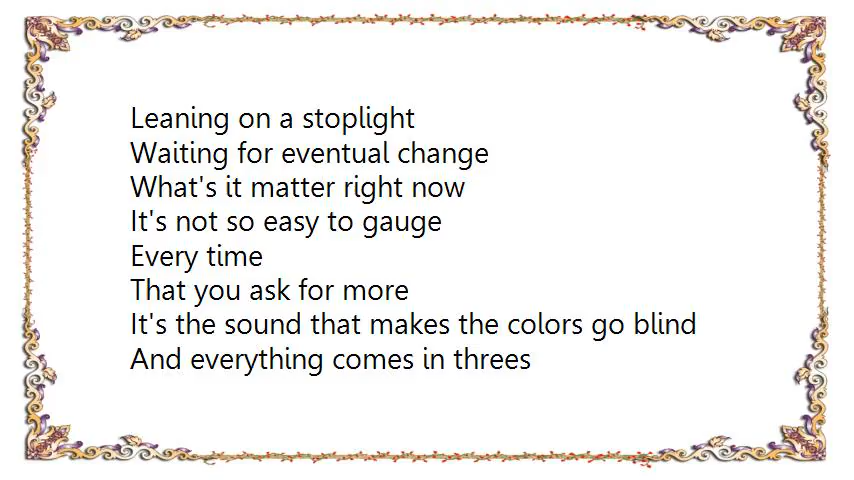 Leaning on a stoplight
Waiting for eventual change
What's it matter right now
It's not so easy to gauge
Every time
That you ask for more
It's the sound that makes the colors go blind
And everything comes in threes